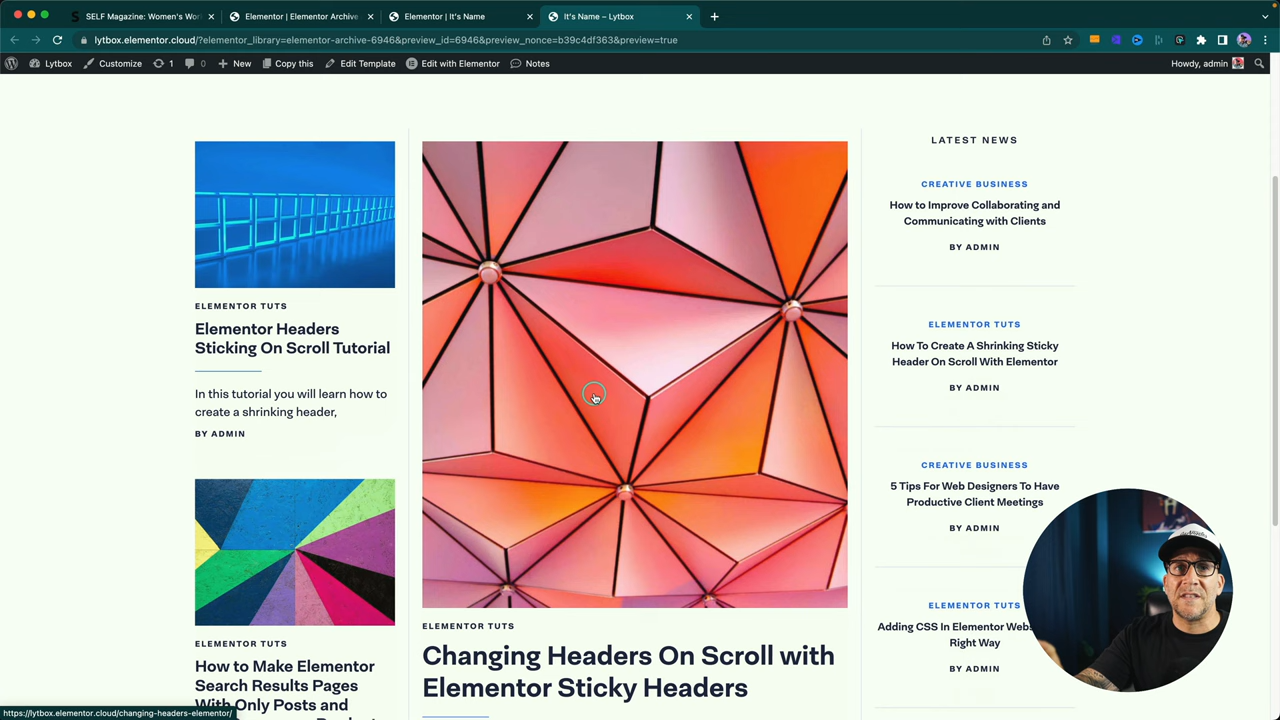 SELF Magazine: Women's Wor
Elementor | Elementor Archive
Elementor | It's Name
It's Name – Lytbox
lytbox.elementor.cloud/?elementor_library=elementor-archive-6946&preview_id=6946&preview_nonce=b39c4df363&preview=true
Lytbox
Customize
1
0
New
Copy this
Edit Template
Edit with Elementor
Notes
Howdy, admin
ELEMENTOR TUTS
Elementor Headers
Sticking On Scroll Tutorial
In this tutorial you will learn how to
create a shrinking header,
BY ADMIN
ELEMENTOR TUTS
How to Make Elementor
Search Results Pages
With Only Posts and
ELEMENTOR TUTS
Changing Headers On Scroll with
Elementor Sticky Headers
LATEST NEWS
CREATIVE BUSINESS
How to Improve Collaborating and
Communicating with Clients
BY ADMIN
ELEMENTOR TUTS
How To Create A Shrinking Sticky
Header On Scroll With Elementor
BY ADMIN
CREATIVE BUSINESS
5 Tips For Web Designers To Have
Productive Client Meetings
BY ADMIN
ELEMENTOR TUTS
Adding CSS In Elementor Webs
Right Way
BY ADMIN
https://lytbox.elementor.cloud/changing-headers-elementor/